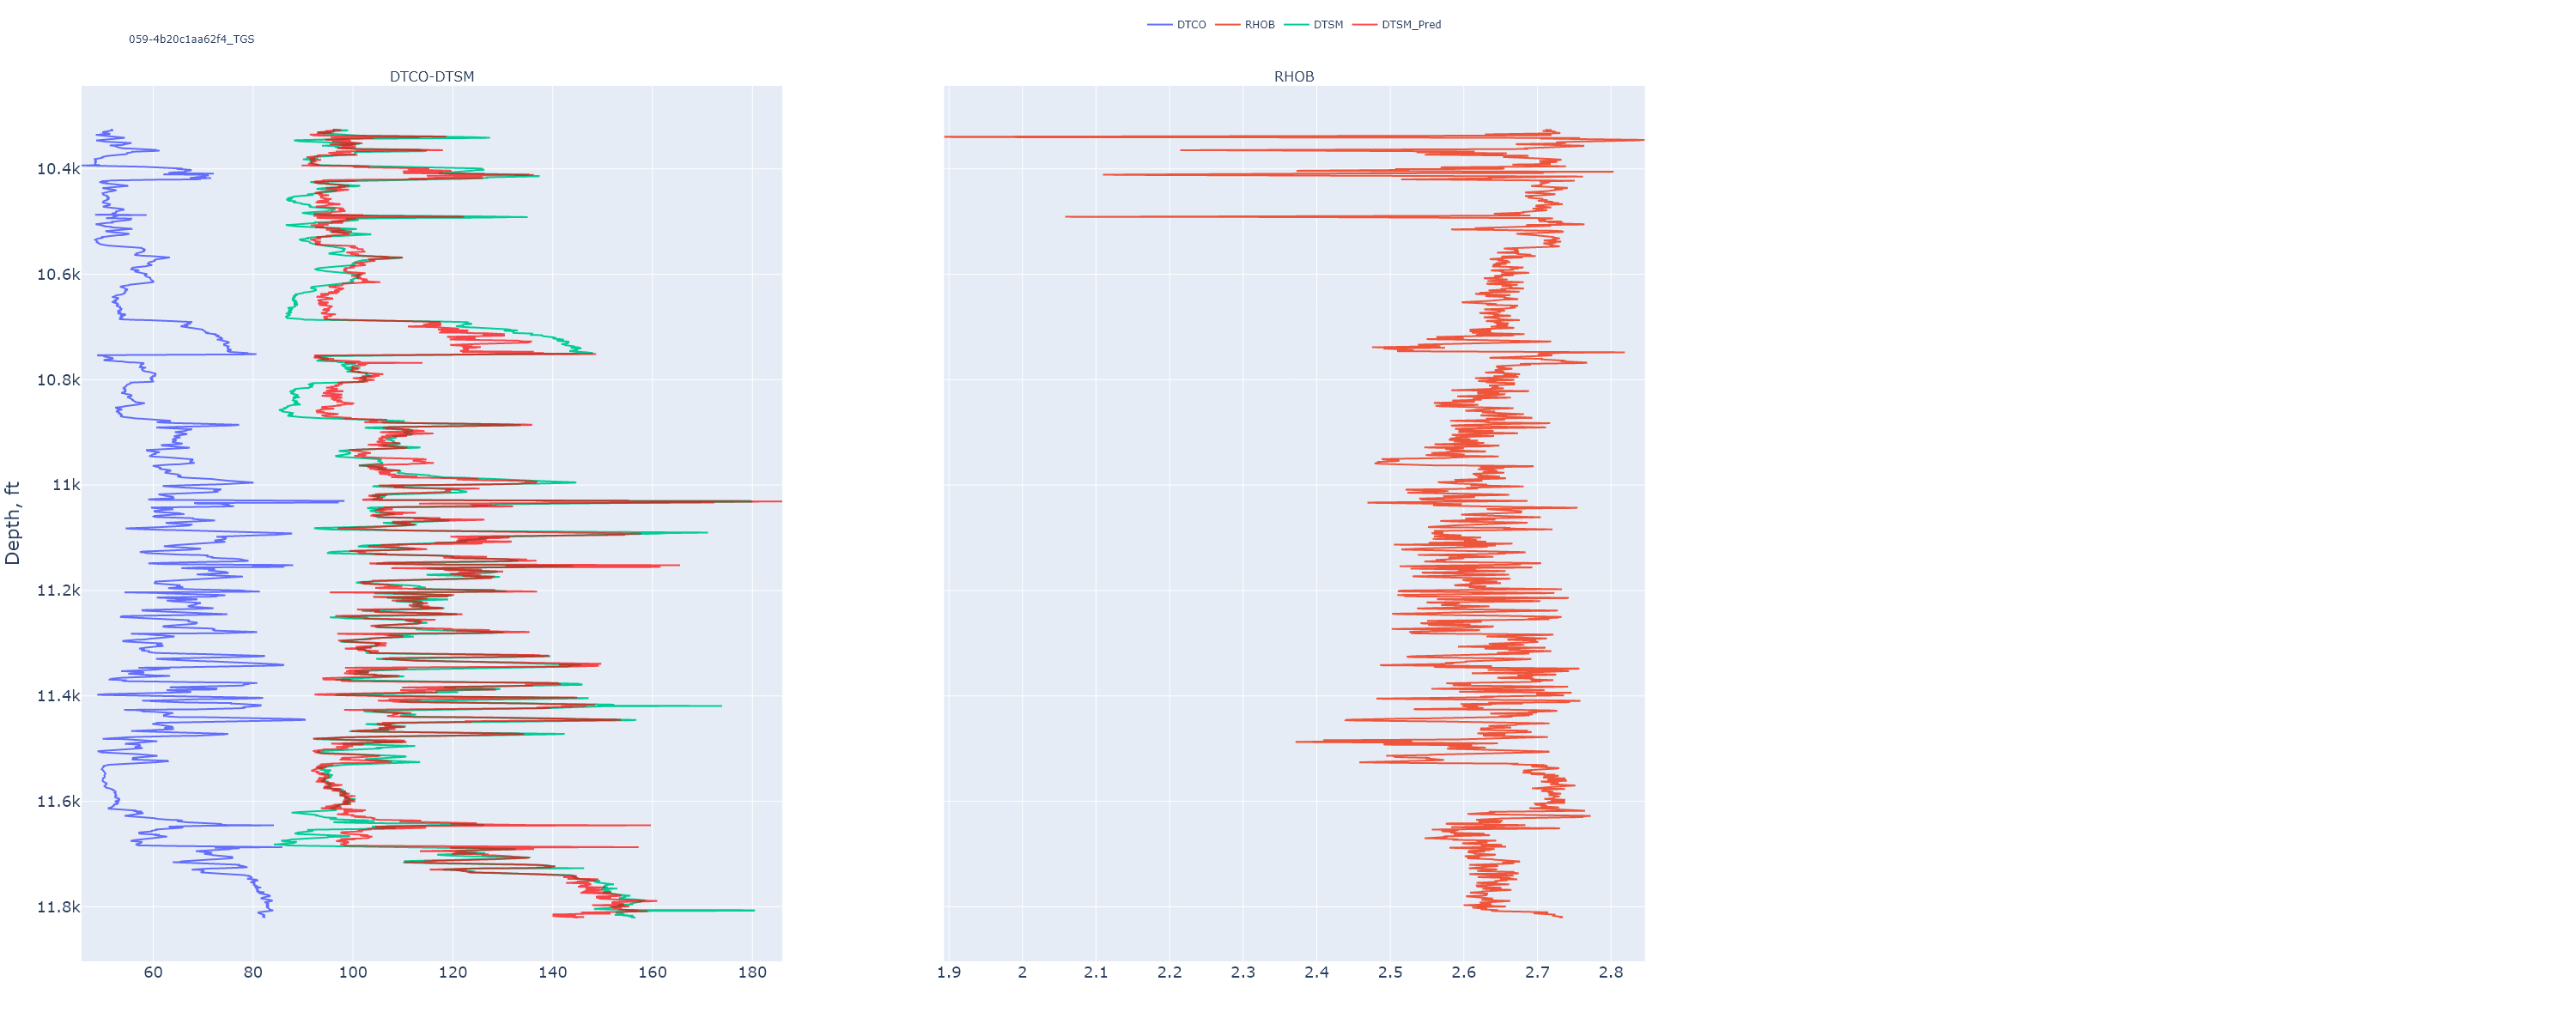 DTCO RHOB DTSM DTSM_Pred
059-4b20c1aa62f4_TGS
DTCO-DTSM
RHOB
10.4k
10.6k
10.8k
11k
11.2k
11.4k
11.6k
11.8k
Depth, ft
60 80 100 120 140 160 180
1.9 2 2.1 2.2 2.3 2.4 2.5 2.6 2.7 2.8